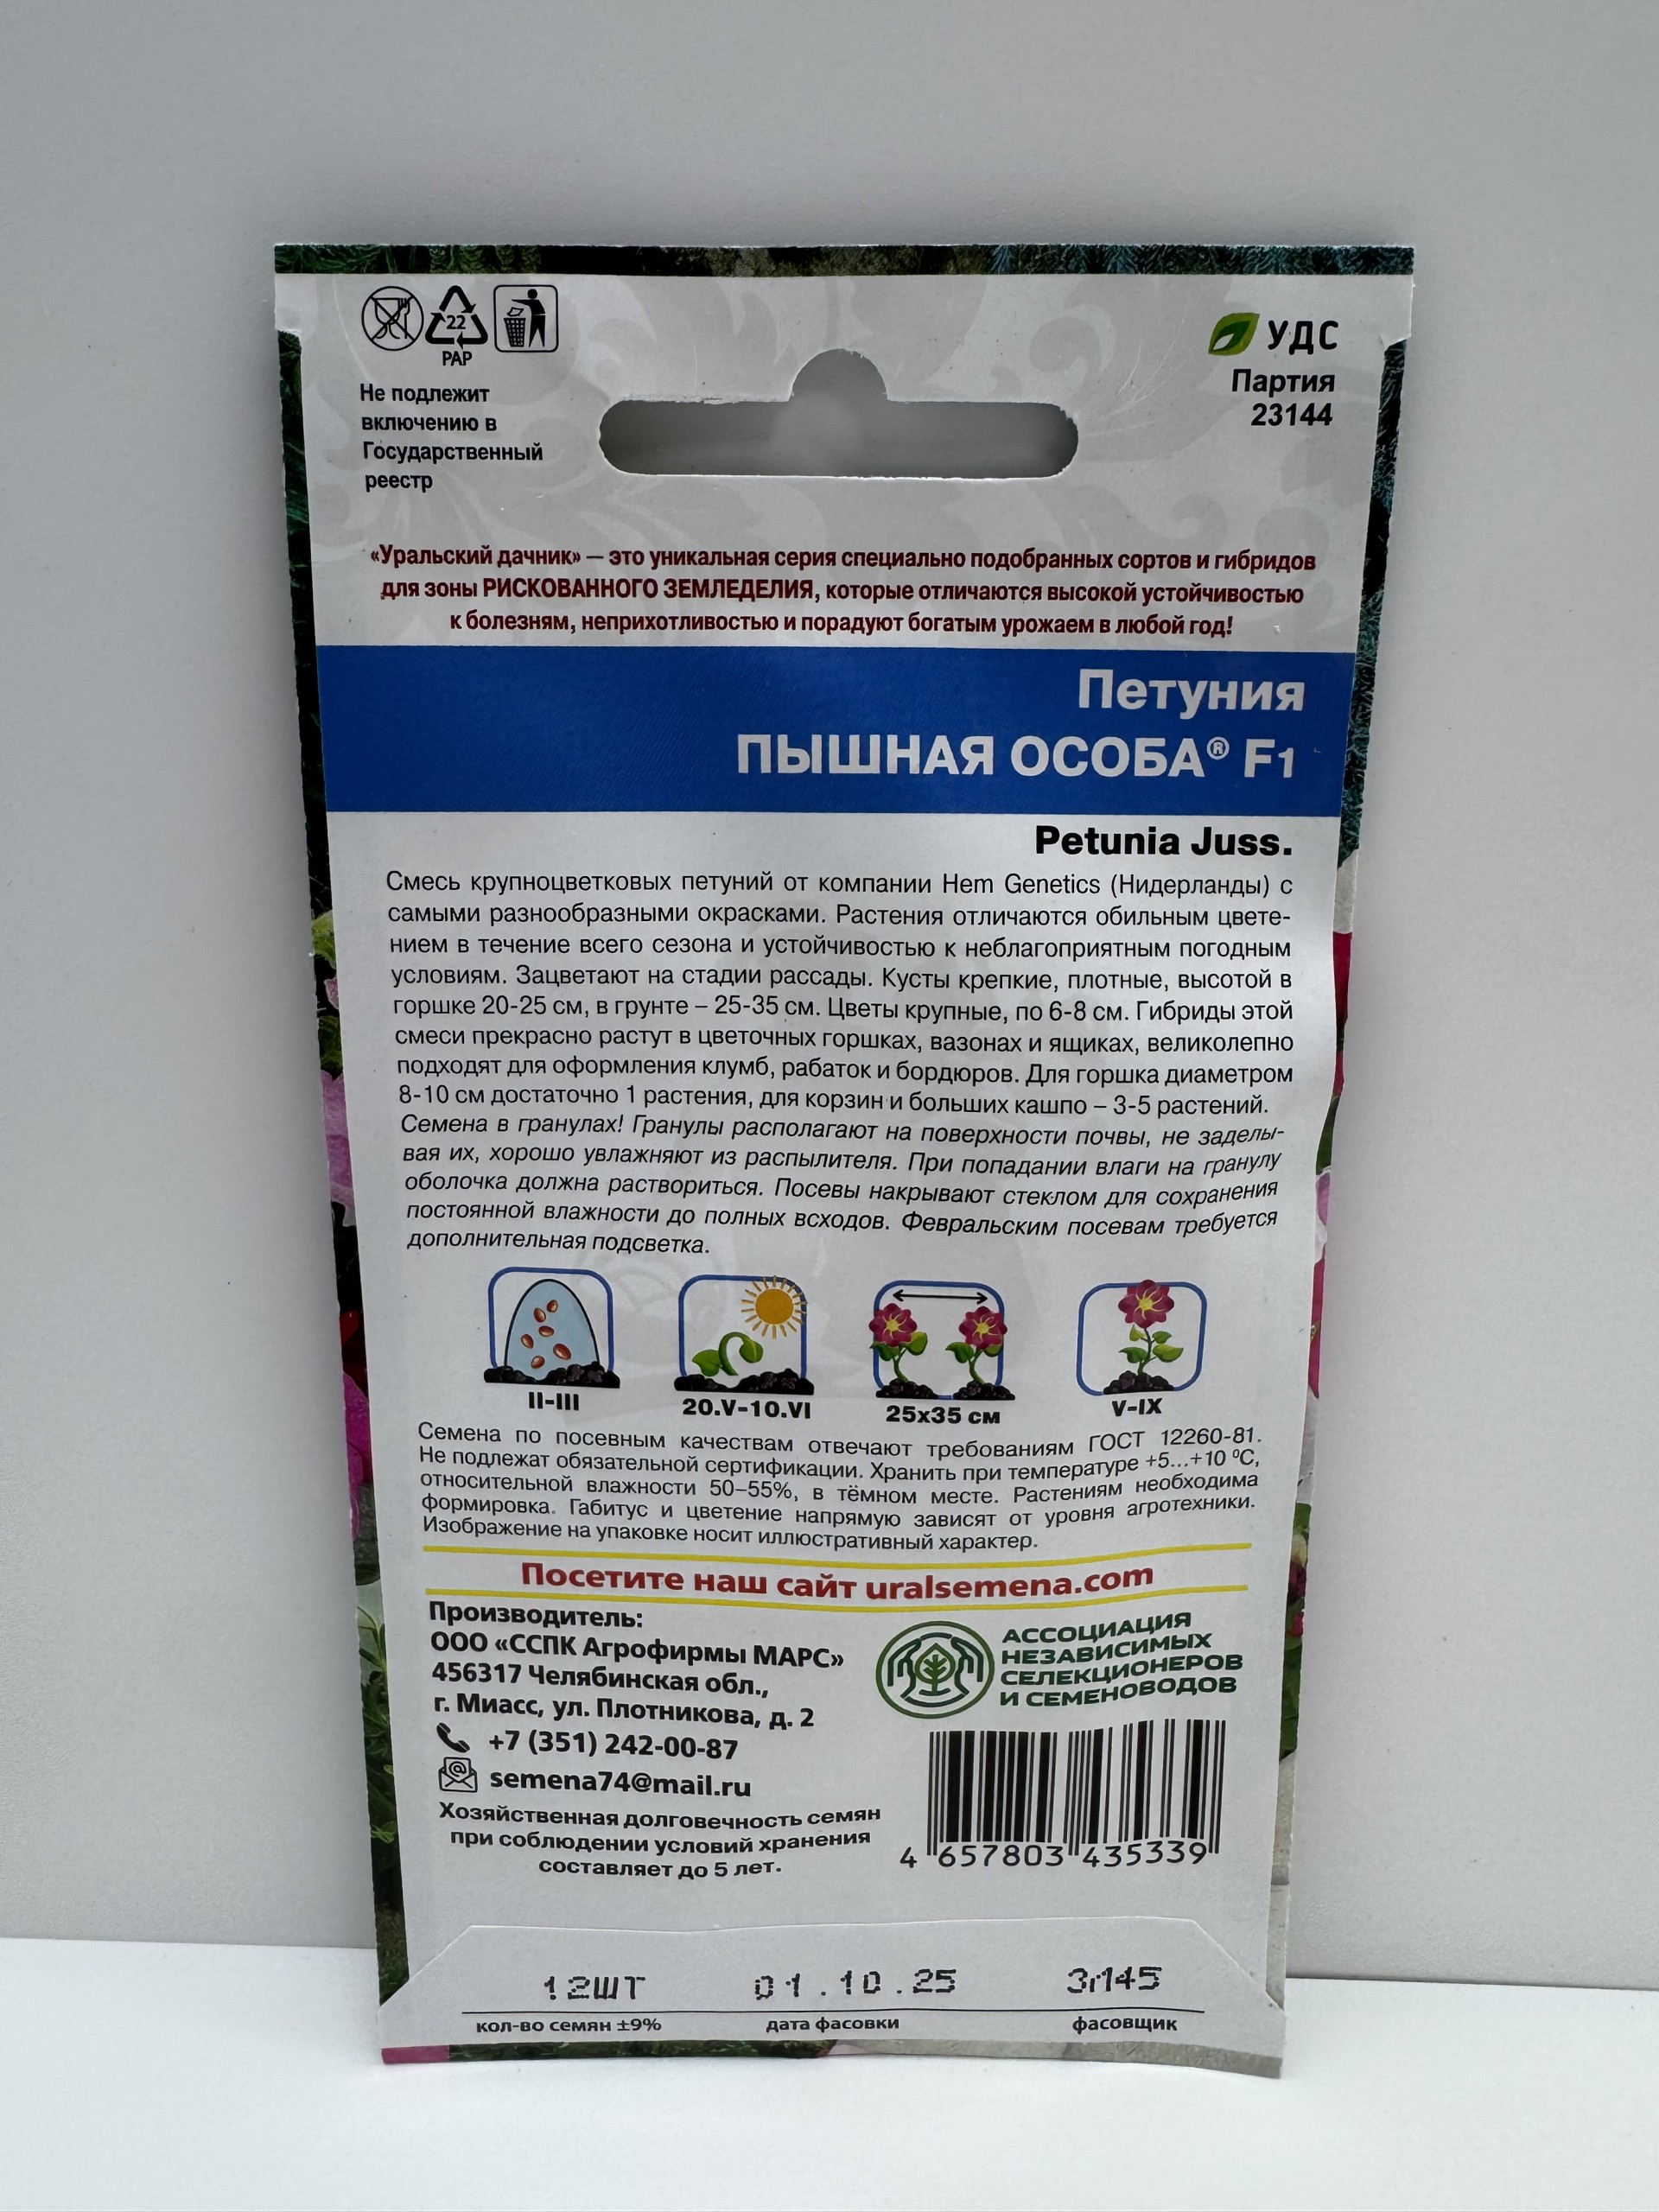 22
PAP
Не подлежит
включению в
Государственный
реестр
УДС
Партия
23144
«Уральский дачник» — это уникальная серия специально подобранных сортов и гибридов
для зоны РИСКОВАННОГО ЗЕМЛЕДЕЛИЯ, которые отличаются высокой устойчивостью
к болезням, неприхотливостью и порадуют богатым урожаем в любой год!
Петуния
ПЫШНАЯ ОСОБА® F1
Petunia Juss.
Смесь крупноцветковых петуний от компании Hem Genetics (Нидерланды) с
самыми разнообразными окрасками. Растения отличаются обильным цвете-
нием в течение всего сезона и устойчивостью к неблагоприятным погодным
условиям. Зацветают на стадии рассады. Кусты крепкие, плотные, высотой в
горшке 20-25 см, в грунте – 25-35 см. Цветы крупные, по 6-8 см. Гибриды этой
смеси прекрасно растут в цветочных горшках, вазонах и ящиках, великолепно
подходят для оформления клумб, рабаток и бордюров. Для горшка диаметром
8-10 см достаточно 1 растения, для корзин и больших кашпо – 3-5 растений.
Семена в гранулах! Гранулы располагают на поверхности почвы, не заделы-
вая их, хорошо увлажняют из распылителя. При попадании влаги на гранулу
оболочка должна раствориться. Посевы накрывают стеклом для сохранения
постоянной влажности до полных всходов. Февральским посевам требуется
дополнительная подсветка.
II-III
20.V-10.VI
25х35 см
V-IX
Семена по посевным качествам отвечают требованиям ГОСТ 12260-81.
Не подлежат обязательной сертификации. Хранить при температуре +5...+10 ºС,
относительной влажности 50–55%, в тёмном месте. Растениям необходима
формировка. Габитус и цветение напрямую зависят от уровня агротехники.
Изображение на упаковке носит иллюстративный характер.
Посетите наш сайт uralsemena.com
Производитель:
ООО «ССПК Агрофирмы МАРС»
456317 Челябинская обл.,
г. Миасс, ул. Плотникова, д. 2
+7 (351) 242-00-87
semena74@mail.ru
Хозяйственная долговечность семян
при соблюдении условий хранения
составляет до 5 лет.
АССОЦИАЦИЯ
НЕЗАВИСИМЫХ
СЕЛЕКЦИОНЕРОВ
И СЕМЕНОВОДОВ
4 657803 435339
12ШТ 01.10.25 3г145
кол-во семян ±9% дата фасовки фасовщик